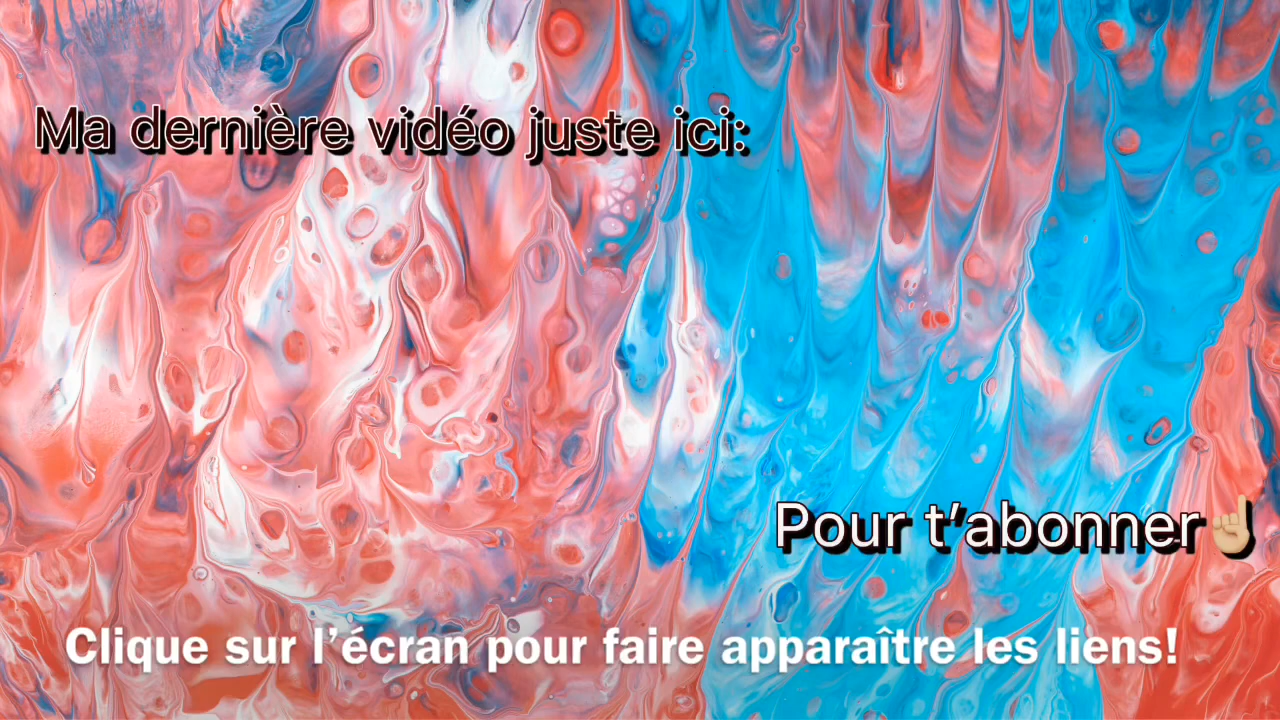 Ma dernière vidéo juste ici:
Pour t’abonner☝🏼
Clique sur l’écran pour faire apparaître les liens!